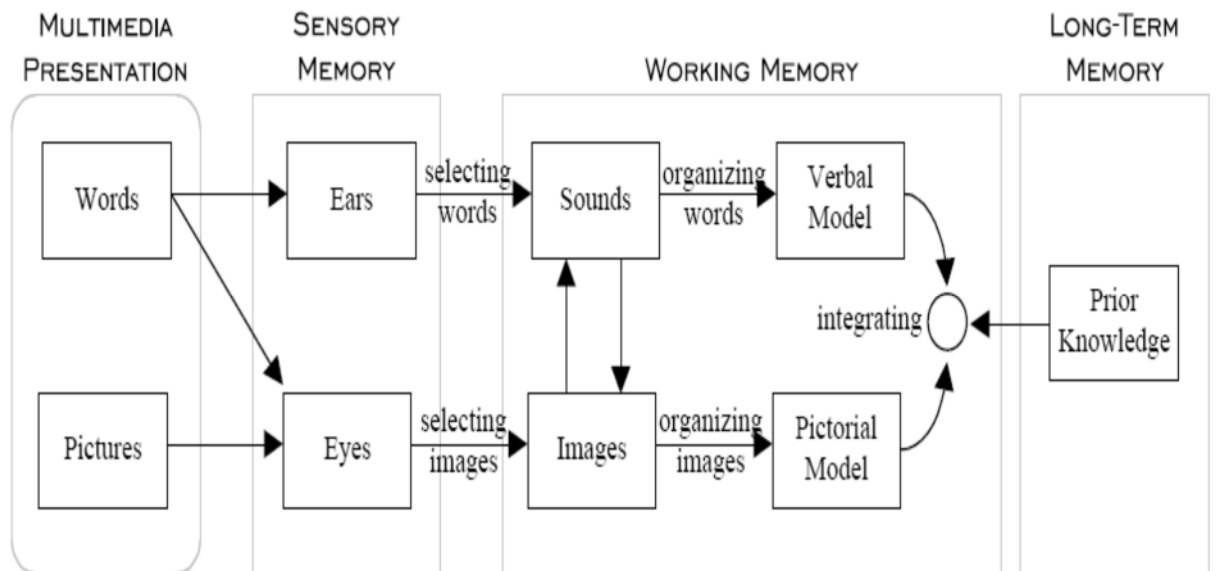 MULTIMEDIA
PRESENTATION
SENSORY
MEMORY
WORKING MEMORY
LONG-TERM
MEMORY
Words
Ears
selecting
words
Sounds
organizing
words
Verbal
Model
integrating
Prior
Knowledge
Pictures
Eyes
selecting
images
Images
organizing
images
Pictorial
Model